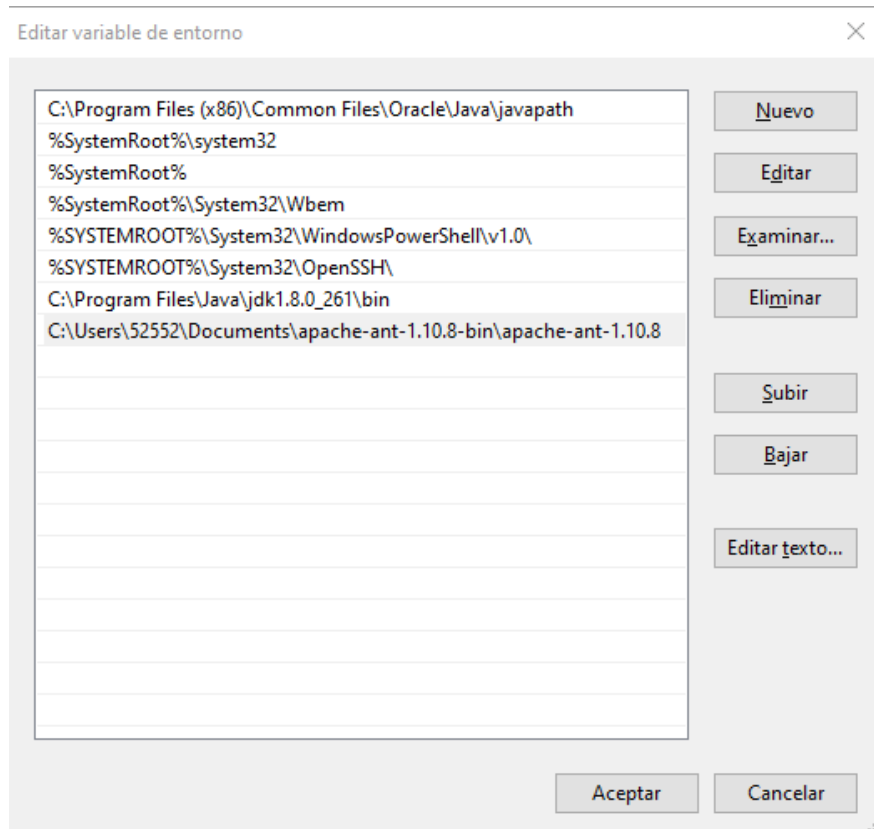 Editar variable de entorno
C:\Program Files (x86)\Common Files\Oracle\Java\javapath
%SystemRoot%\system32
%SystemRoot%
%SystemRoot%\System32\Wbem
%SYSTEMROOT%\System32\WindowsPowerShell\v1.0\
%SYSTEMROOT%\System32\OpenSSH\
C:\Program Files\Java\jdk1.8.0_261\bin
C:\Users\52552\Documents\apache-ant-1.10.8-bin\apache-ant-1.10.8
Nuevo
Editar
Examinar...
Eliminar
Subir
Bajar
Editar texto...
Aceptar
Cancelar